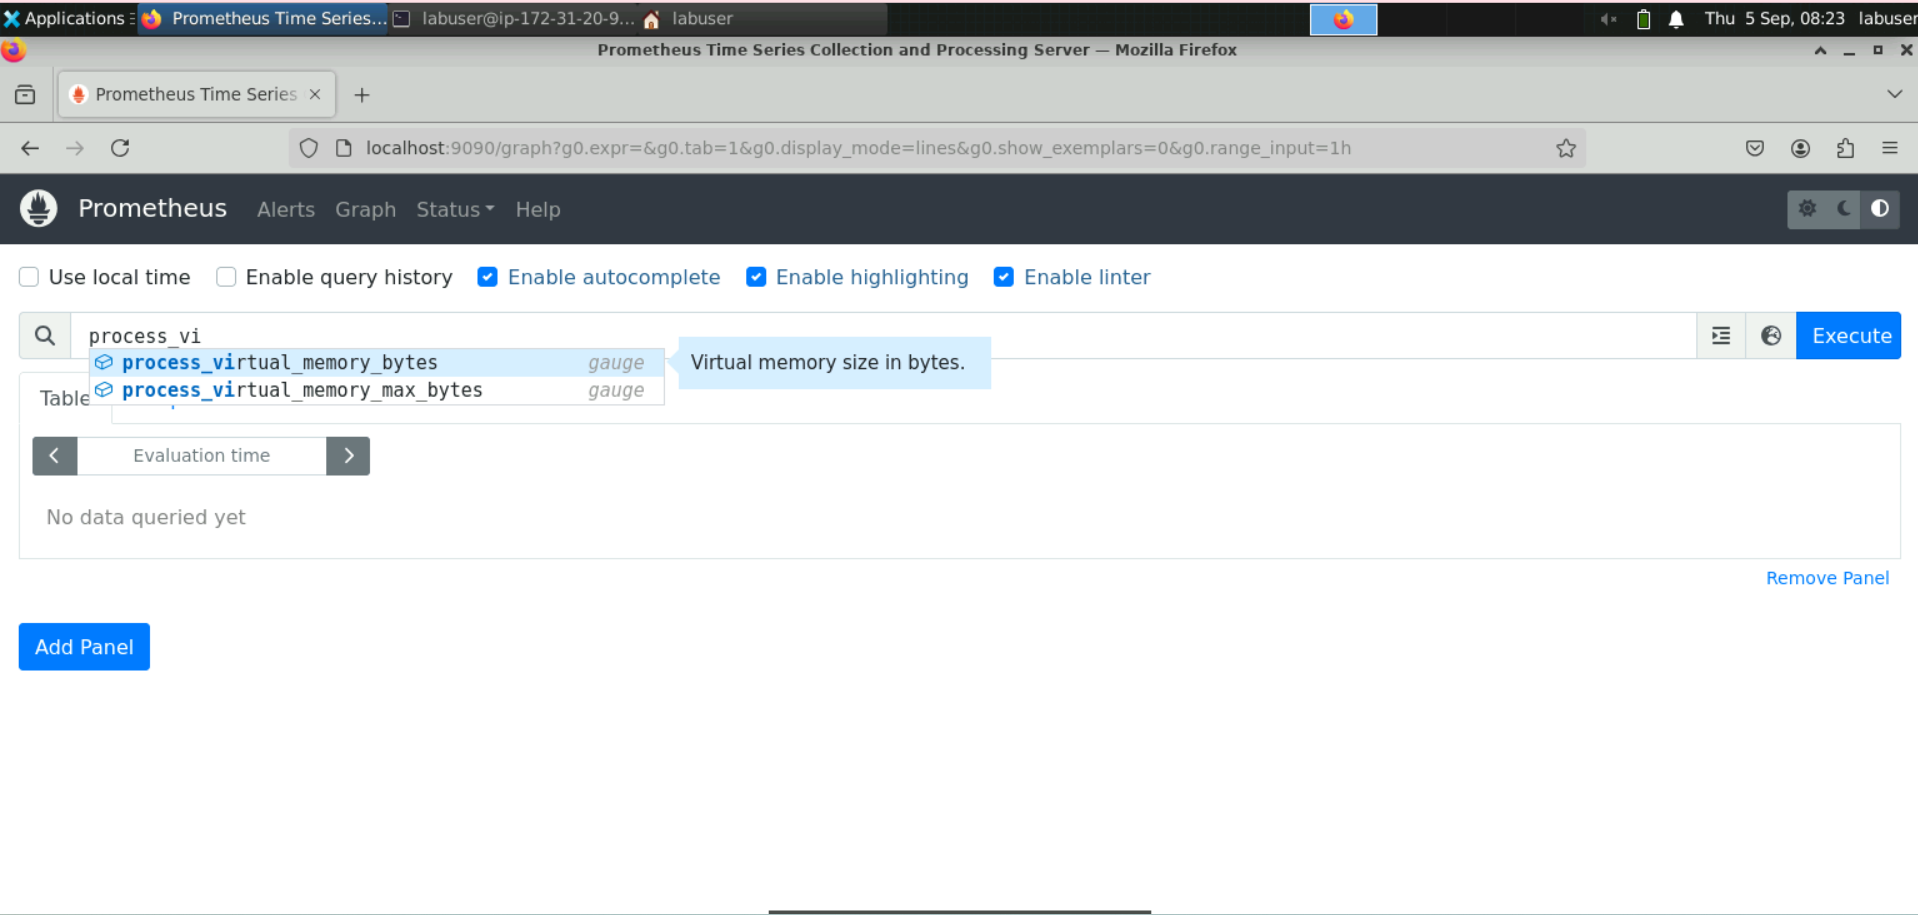 Applications
Prometheus Time Series...
labuser@ip-172-31-20-9...
labuser
Thu 5 Sep, 08:23 labuser
Prometheus Time Series Collection and Processing Server — Mozilla Firefox
Prometheus Time Series
localhost:9090/graph?g0.expr=&g0.tab=1&g0.display_mode=lines&g0.show_exemplars=0&g0.range_input=1h
Prometheus Alerts Graph Status Help
Use local time Enable query history Enable autocomplete Enable highlighting Enable linter
process_vi
Execute
process_virtual_memory_bytes gauge
Virtual memory size in bytes.
process_virtual_memory_max_bytes gauge
Table
Evaluation time
No data queried yet
Remove Panel
Add Panel